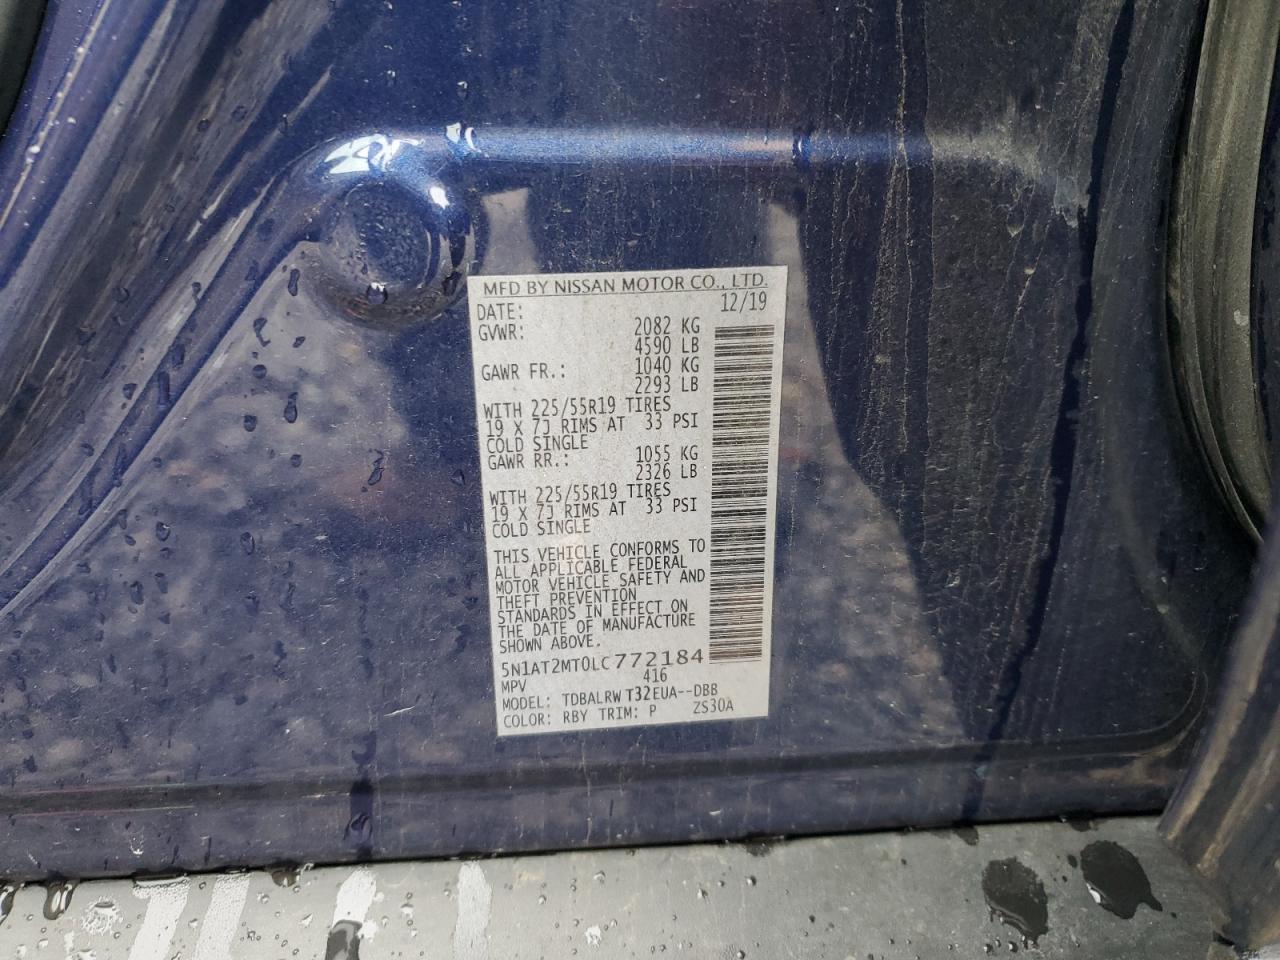 MFD BY NISSAN MOTOR CO., LTD.
DATE: 12/19
GVWR: 2082 KG
4590 LB
GAWR FR.: 1040 KG
2293 LB
WITH 225/55R19 TIRES
19 X 7J RIMS AT 33 PSI
COLD SINGLE
GAWR RR.: 1055 KG
2326 LB
WITH 225/55R19 TIRES
19 X 7J RIMS AT 33 PSI
COLD SINGLE
THIS VEHICLE CONFORMS TO
ALL APPLICABLE FEDERAL
MOTOR VEHICLE SAFETY AND
THEFT PREVENTION
STANDARDS IN EFFECT ON
THE DATE OF MANUFACTURE
SHOWN ABOVE.
5N1AT2MT0LC772184
MPV 416
MODEL: TDBALRW T32EUA--DBB
COLOR: RBY TRIM: P ZS30A